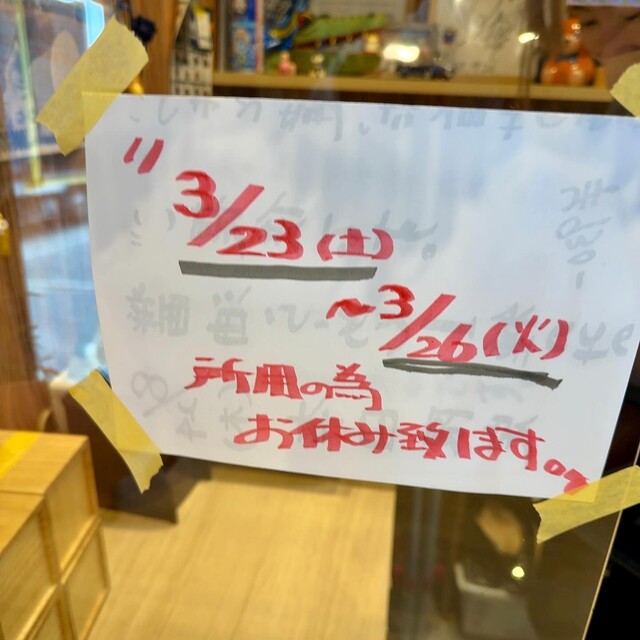 〃 3/23(土)
～3/26(火)
所用の為
お休み致します。〃